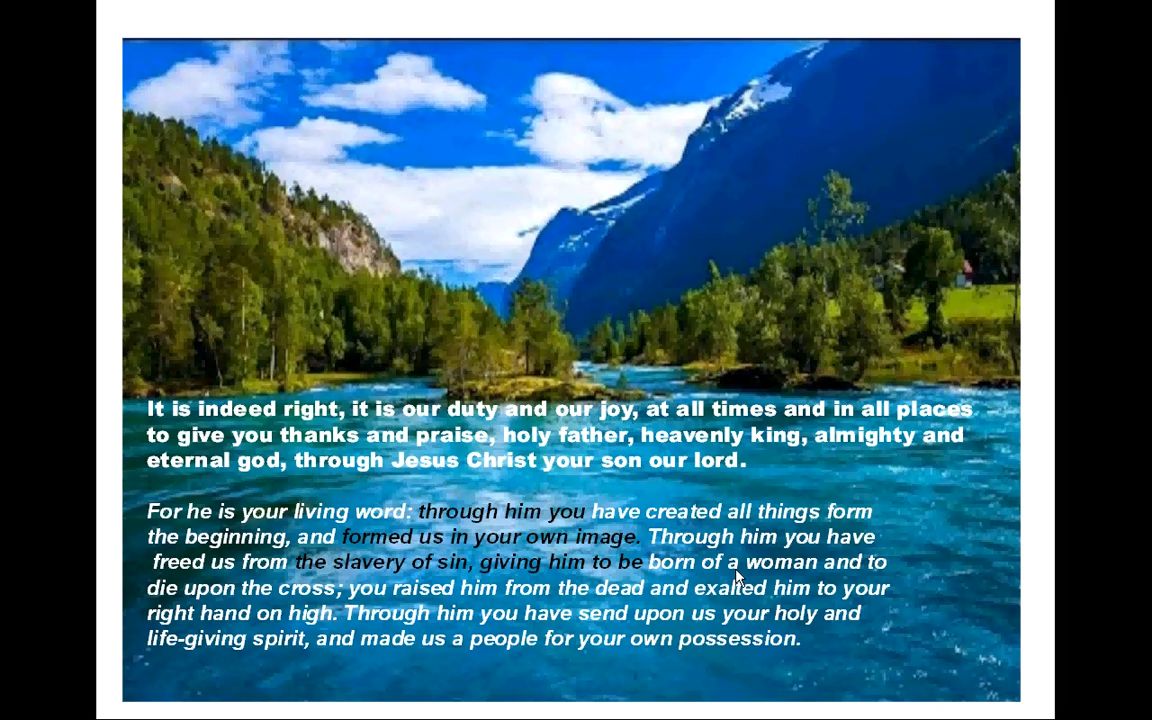 It is indeed right, it is our duty and our joy, at all times and in all places
to give you thanks and praise, holy father, heavenly king, almighty and
eternal god, through Jesus Christ your son our lord.
For he is your living word: through him you have created all things form
the beginning, and formed us in your own image. Through him you have
freed us from the slavery of sin, giving him to be born of a woman and to
die upon the cross; you raised him from the dead and exalted him to your
right hand on high. Through him you have send upon us your holy and
life-giving spirit, and made us a people for your own possession.